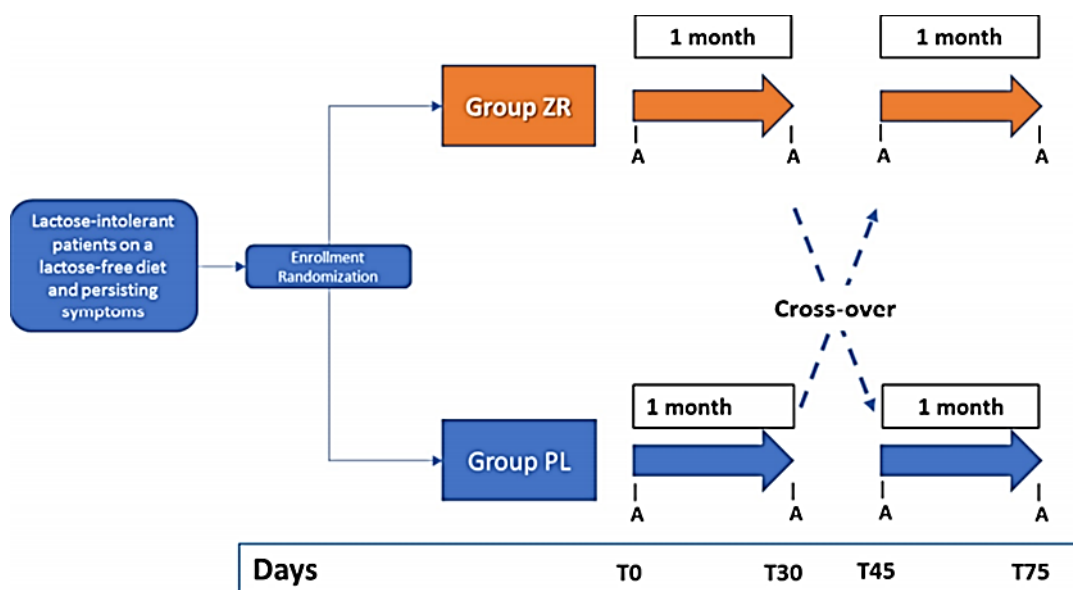 1 month
1 month
Group ZR
A
A
A
A
Lactose-intolerant
patients on a
lactose-free diet
and persisting
symptoms
Enrollment
Randomization
Cross-over
1 month
1 month
Group PL
A
A
A
A
Days T0 T30 T45 T75